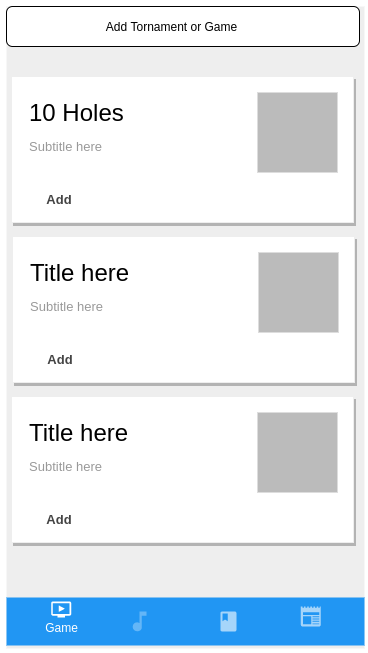 Add Tornament or Game
10 Holes
Subtitle here
Add
Title here
Subtitle here
Add
Title here
Subtitle here
Add
Game